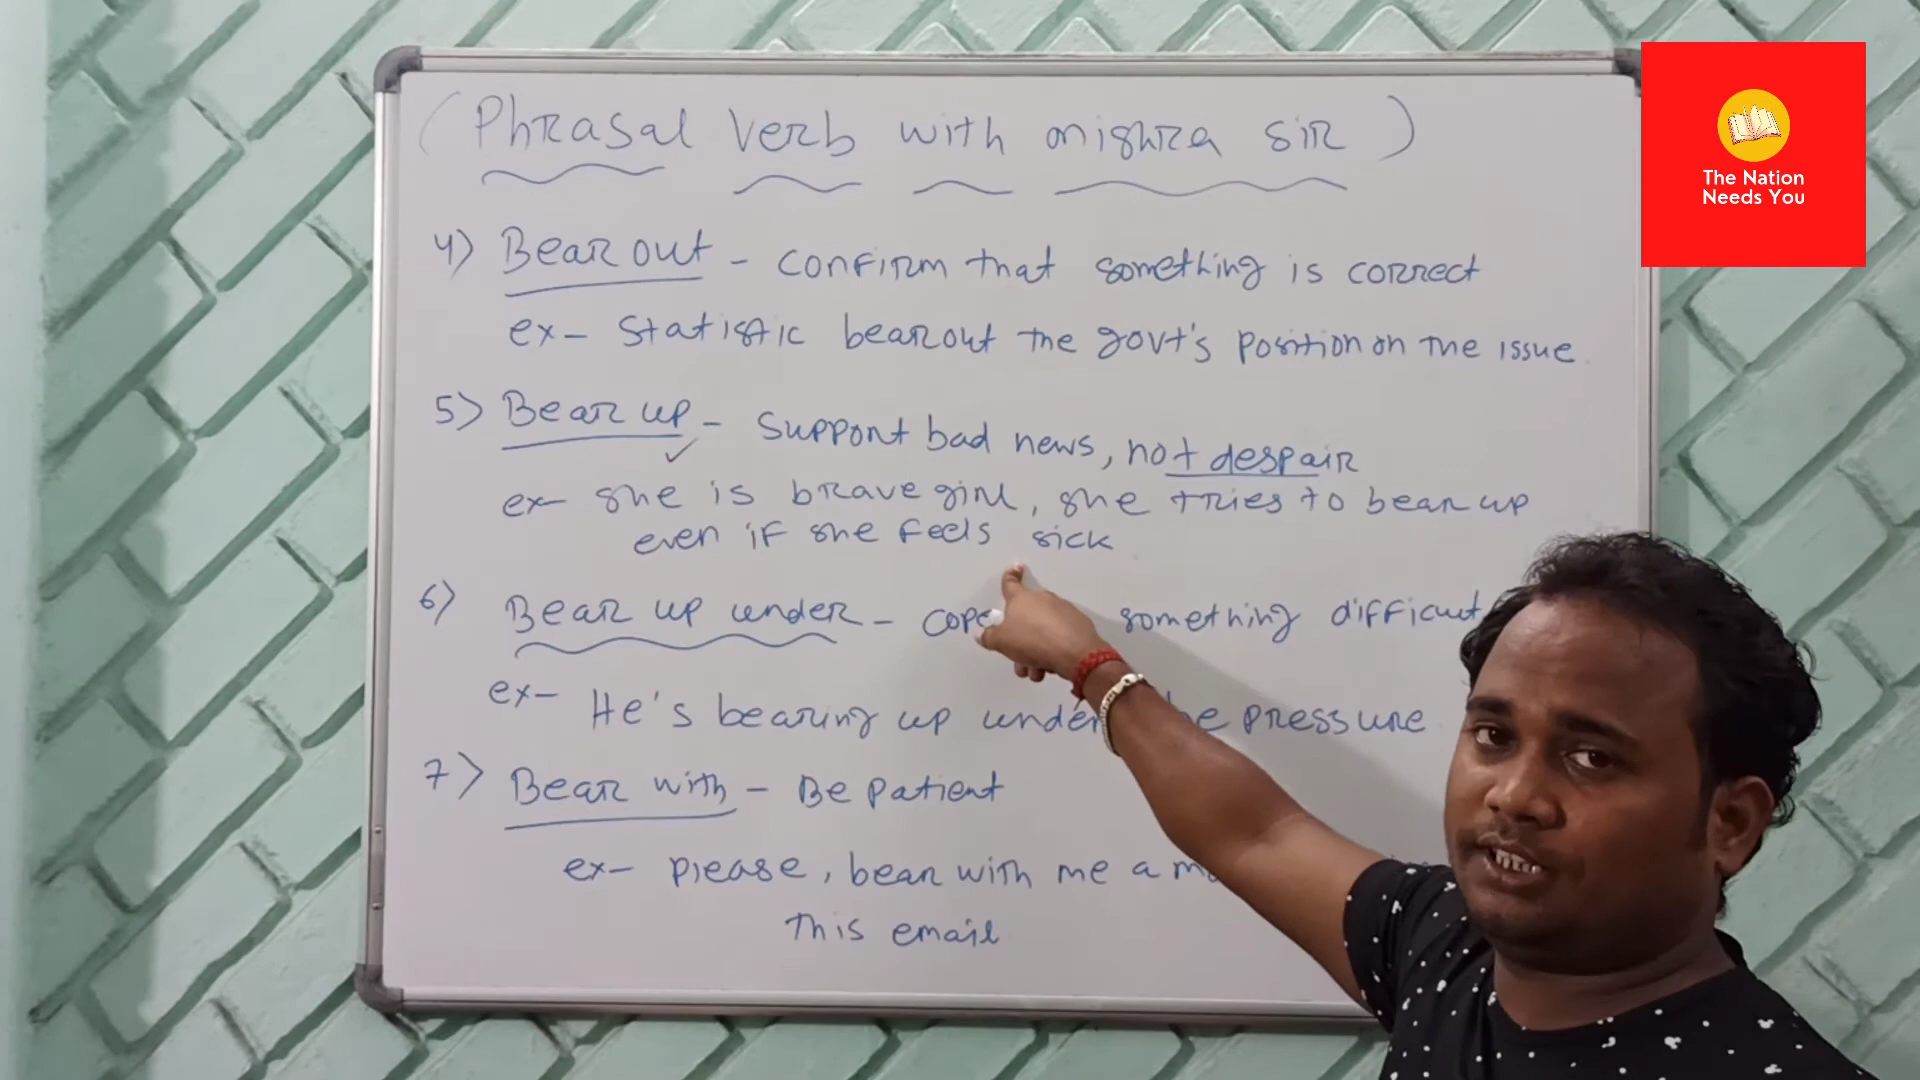 (Phrasal verb with mishra sir)
The Nation
Needs You
4) Bear out - confirm that something is correct
ex- Statistic bear out the govt's position on the issue
5) Bear up - Support bad news, not despair
ex- she is brave girl, she tries to bear up
even if she feels sick
6) Bear up under - cope something difficult
ex- He's bearing up under the pressure
7) Bear with - Be patient
ex- please, bear with me a
this email